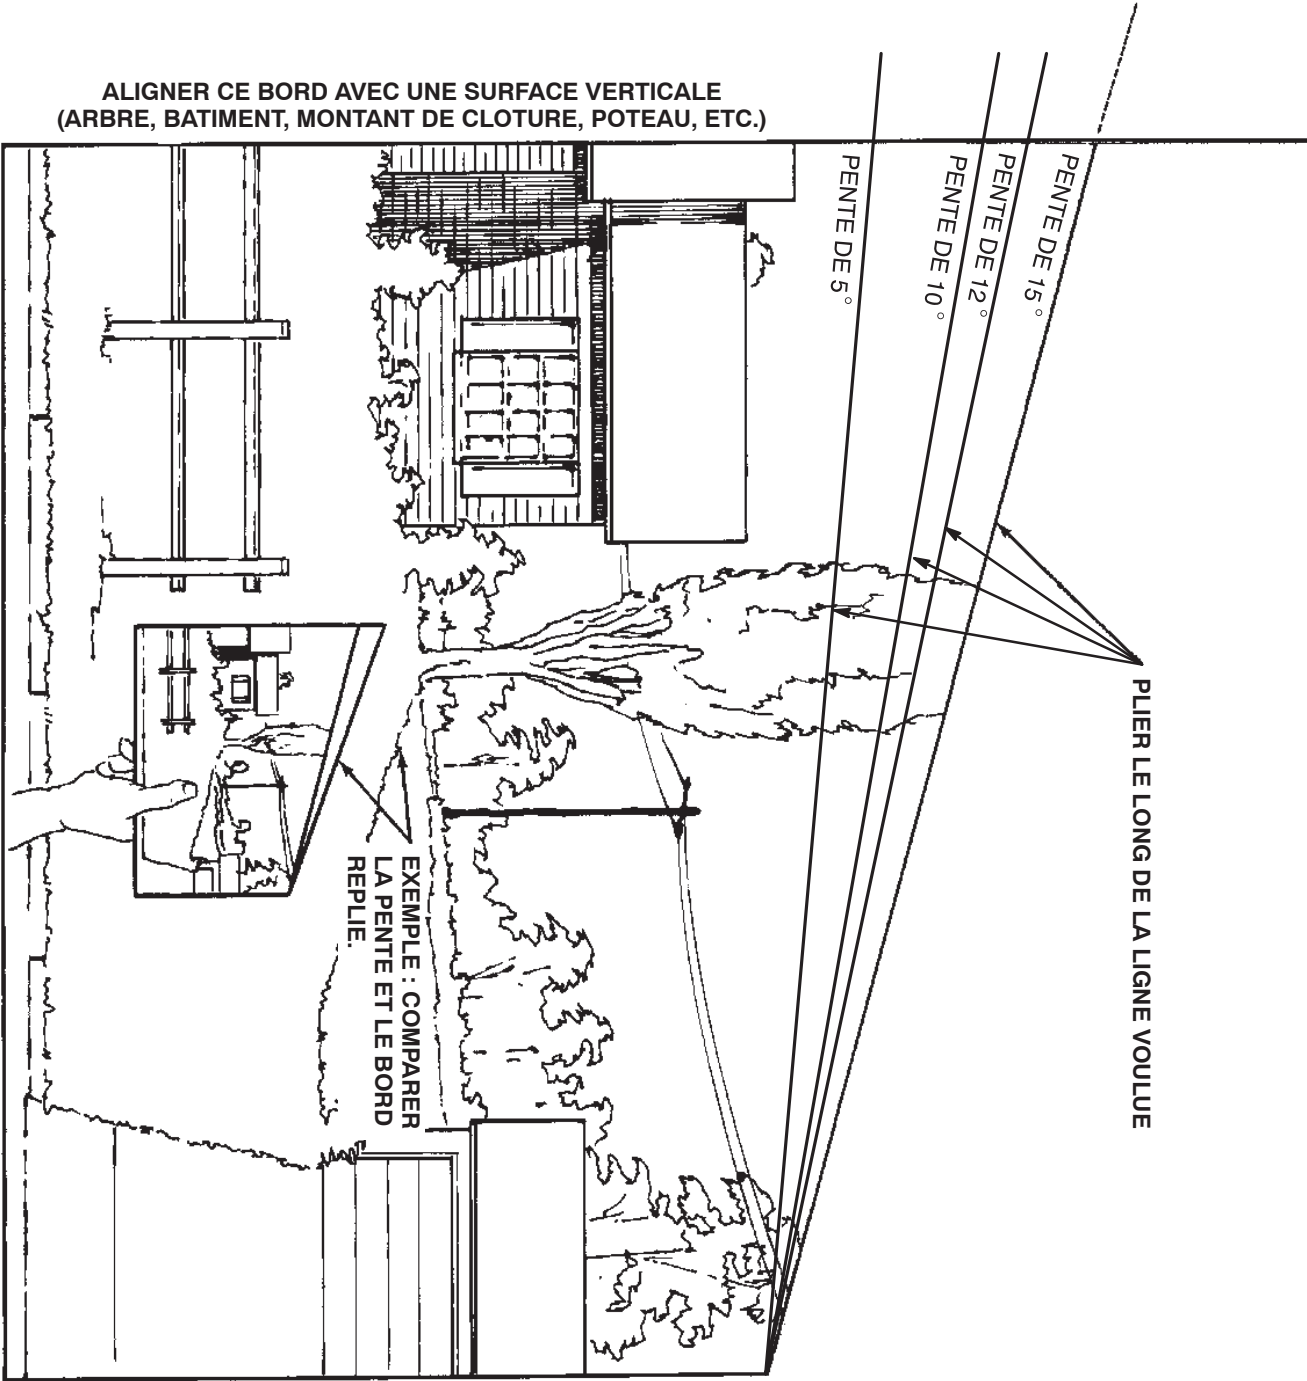 ALIGNER CE BORD AVEC UNE SURFACE VERTICALE
(ARBRE, BATIMENT, MONTANT DE CLOTURE, POTEAU, ETC.)
PENTE DE 15°
PENTE DE 12°
PENTE DE 10°
PENTE DE 5°
PLIER LE LONG DE LA LIGNE VOULUE
EXEMPLE : COMPARER
LA PENTE ET LE BORD
REPLIE.